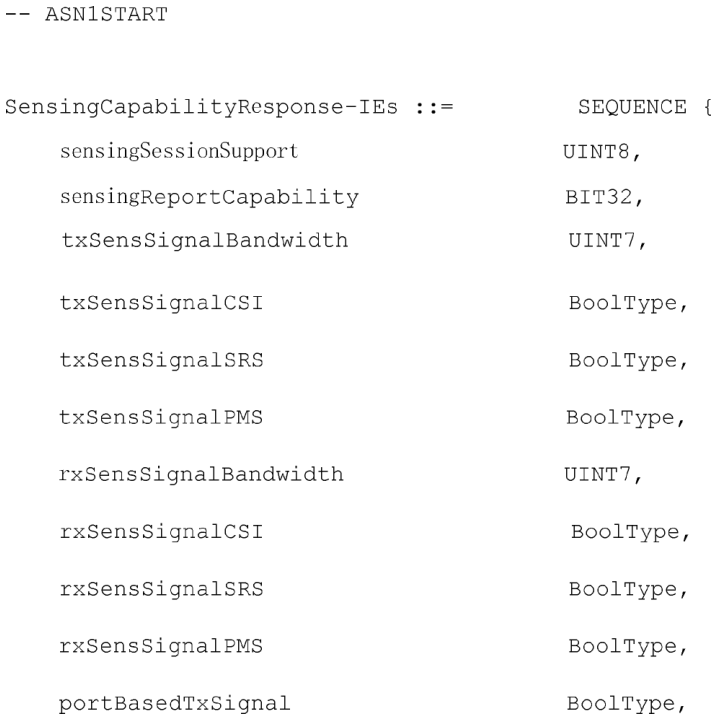 -- ASN1START
SensingCapabilityResponse-IEs ::= SEQUENCE {
sensingSessionSupport UINT8,
sensingReportCapability BIT32,
txSensSignalBandwidth UINT7,
txSensSignalCSI BoolType,
txSensSignalSRS BoolType,
txSensSignalPMS BoolType,
rxSensSignalBandwidth UINT7,
rxSensSignalCSI BoolType,
rxSensSignalSRS BoolType,
rxSensSignalPMS BoolType,
portBasedTxSignal BoolType,